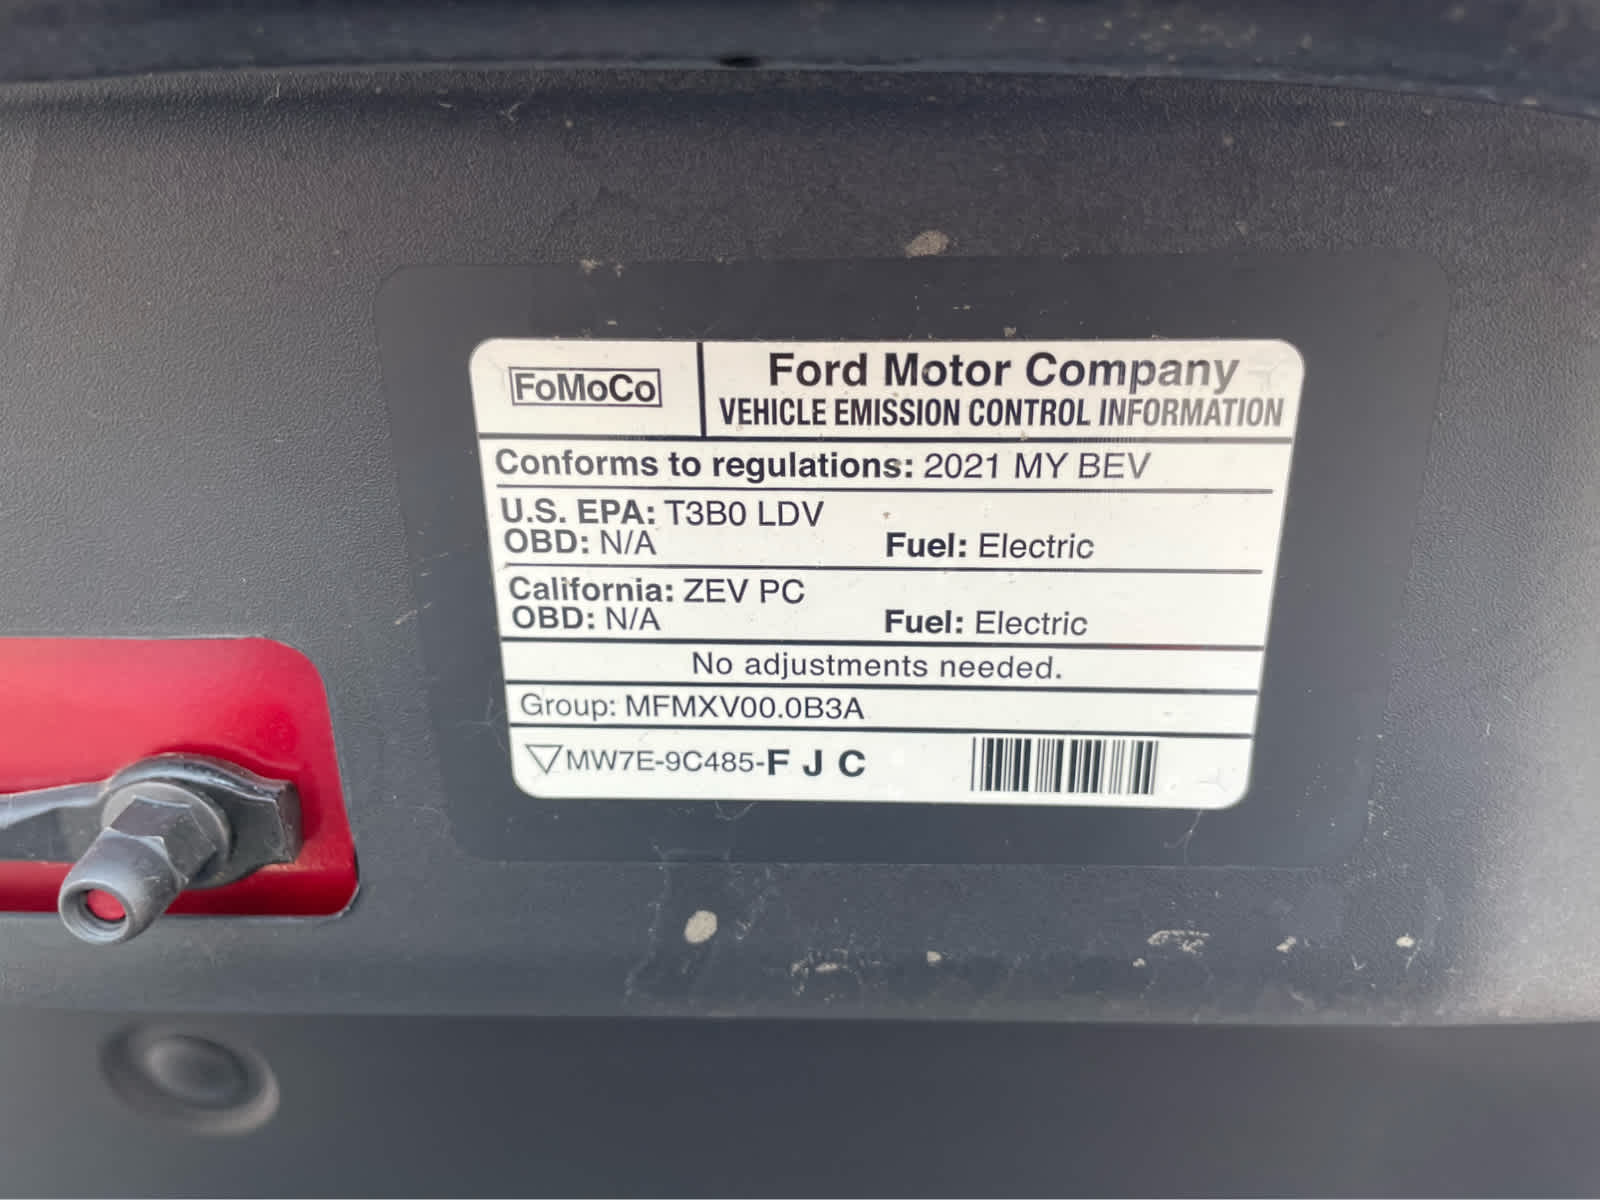 FoMoCo
Ford Motor Company
VEHICLE EMISSION CONTROL INFORMATION
Conforms to regulations: 2021 MY BEV
U.S. EPA: T3B0 LDV
OBD: N/A Fuel: Electric
California: ZEV PC
OBD: N/A Fuel: Electric
No adjustments needed.
Group: MFMXV00.0B3A
MW7E-9C485-F J C